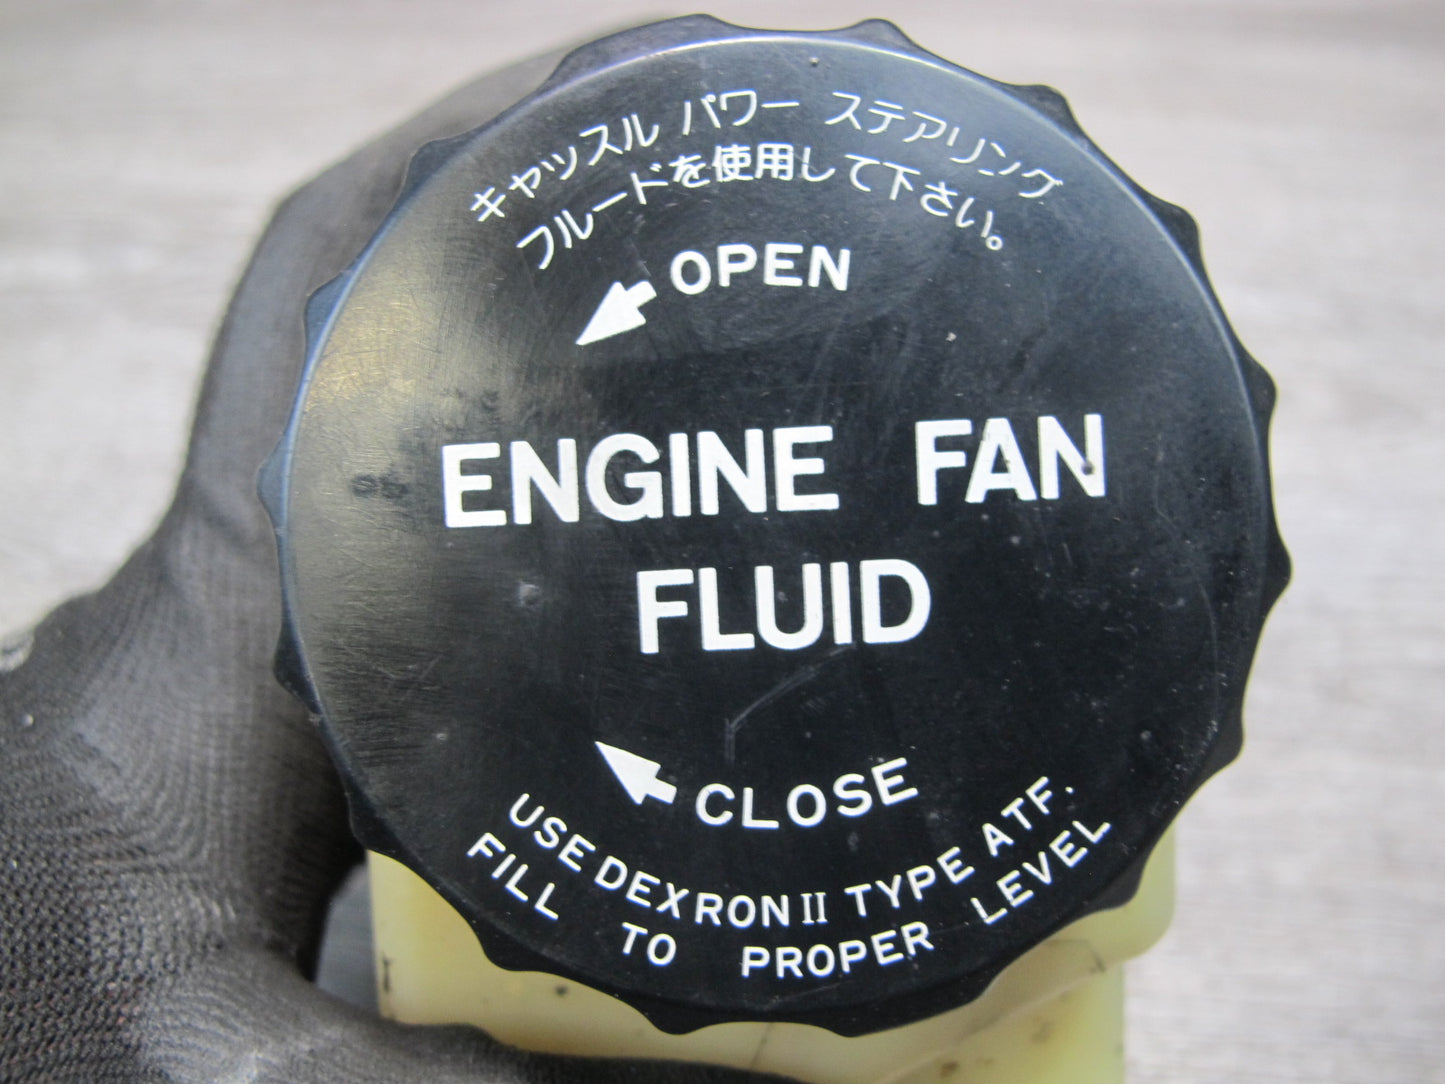 キャッスル パワー ステアリング
フルードを使用して下さい。
OPEN
ENGINE FAN
FLUID
CLOSE
USE DEXRON II TYPE ATF.
FILL TO PROPER LEVEL